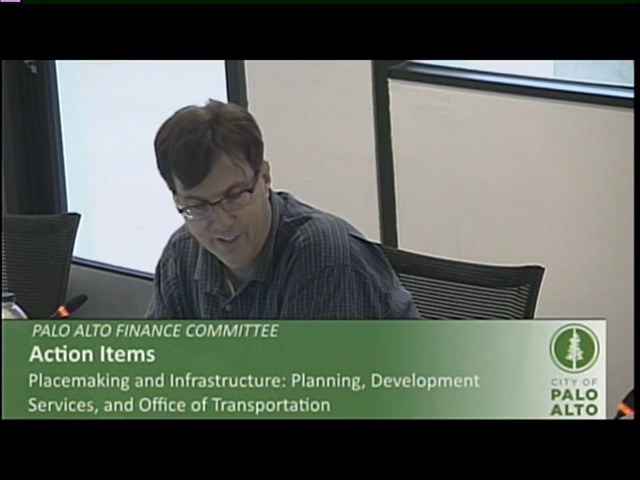 PALO ALTO FINANCE COMMITTEE
Action Items
Placemaking and Infrastructure: Planning, Development
Services, and Office of Transportation
CITY OF
PALO
ALTO